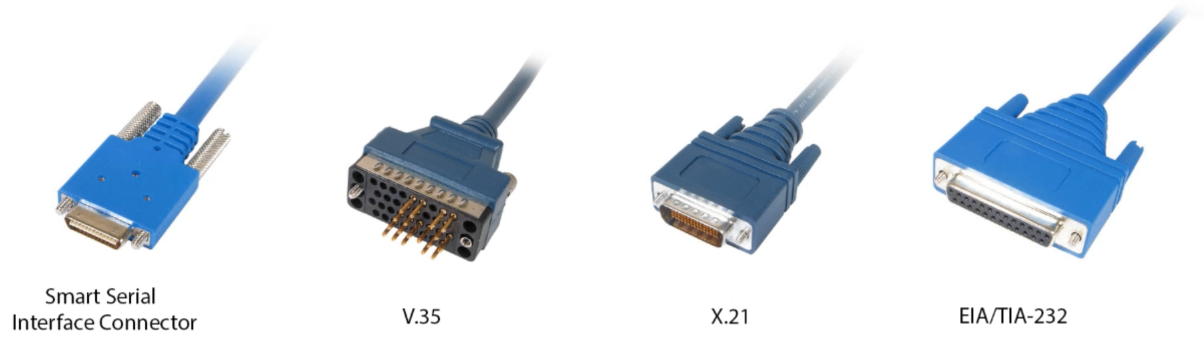 Smart Serial
Interface Connector
V.35
X.21
EIA/TIA-232